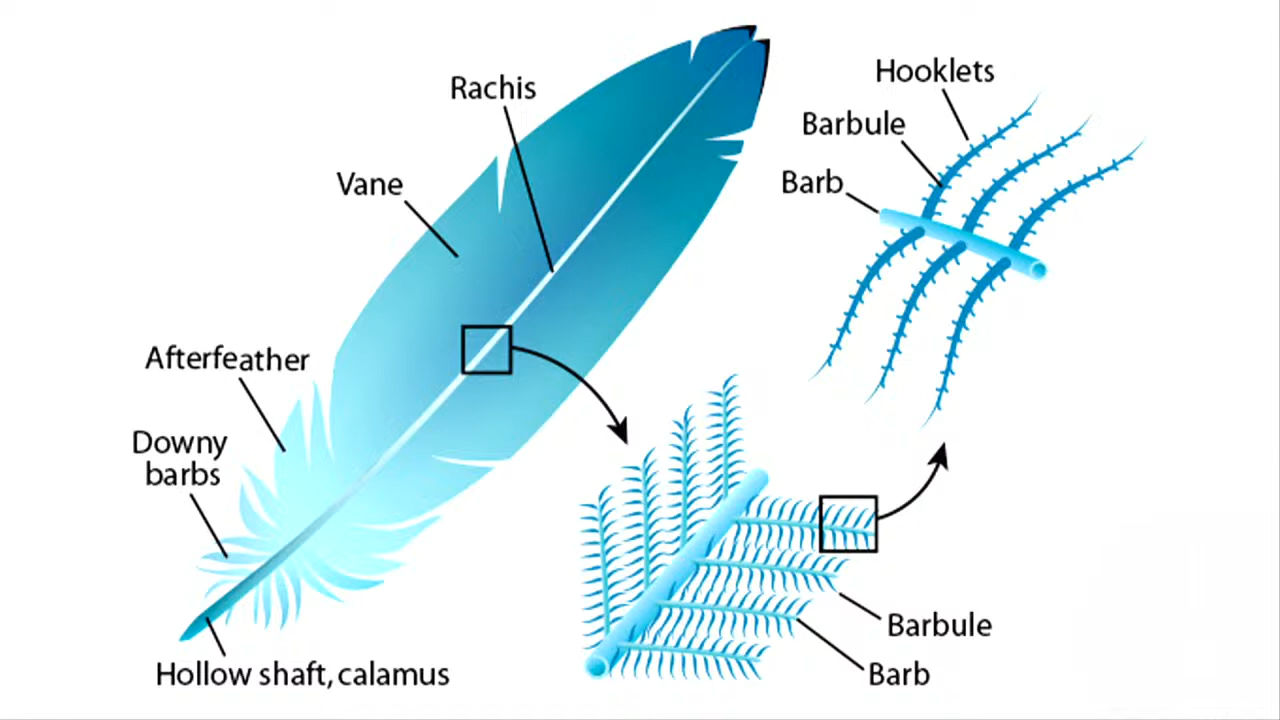 Rachis
Vane
Afterfeather
Downy
barbs
Hollow shaft, calamus
Hooklets
Barbule
Barb
Barbule
Barb